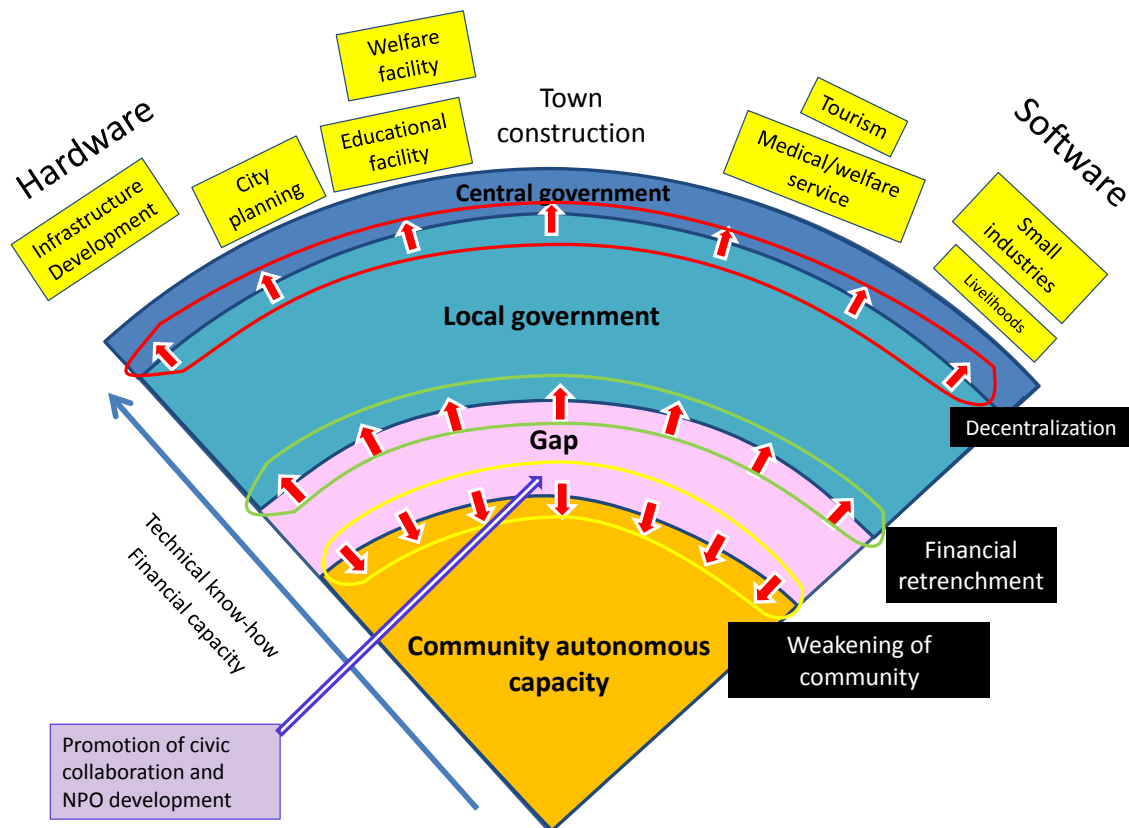 Welfare
facility
Hardware
Town
construction
Tourism
Software
Educational
facility
City
planning
Infrastructure
Development
Medical/welfare
service
Small
industries
Livelihoods
Central government
Local government
Decentralization
Gap
Financial
retrenchment
Technical know-how
Financial capacity
Community autonomous
capacity
Weakening of
community
Promotion of civic
collaboration and
NPO development